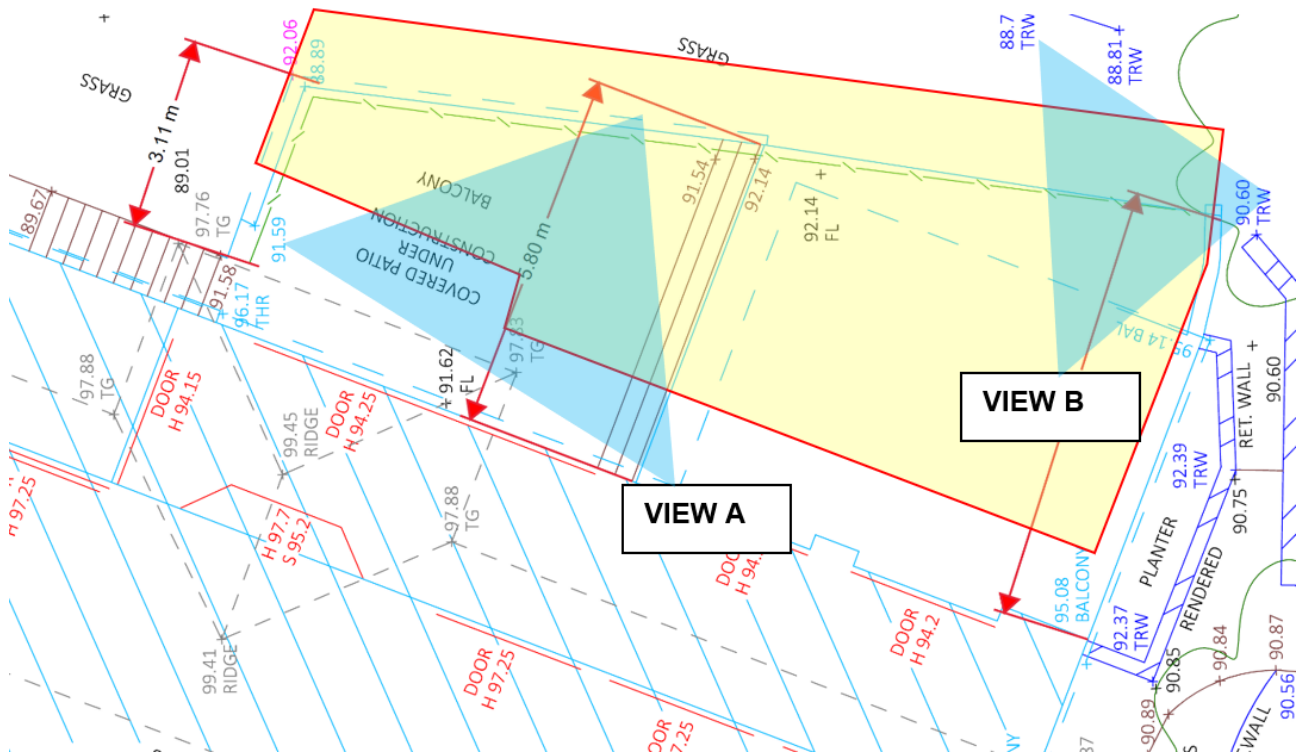 92.06
88.89
GRASS
88.7
TRW
88.81
TRW
GRASS
3.11 m
89.01
89.67
97.76
TG
91.59
BALCONY
CONSTRUCTION
UNDER
COVERED PATIO
5.80 m
91.54
92.14
92.14
FL
90.60
TRW
91.58
96.17
THR
97.88
TG
DOOR
H 94.15
DOOR
H 94.25
91.62
FL
TG
95.14 BAL
VIEW B
RET. WALL
90.60
99.45
RIDGE
92.39
TRW
90.75
H 97.25
H 97.7
S 95.2
97.88
TG
VIEW A
DOOR
PLANTER
RENDERED
95.08
BALCONY
99.41
RIDGE
DOOR
H 97.25
DOOR
H 94.2
92.37
TRW
90.85
90.84
90.87
90.89
90.56
DOOR
WALL